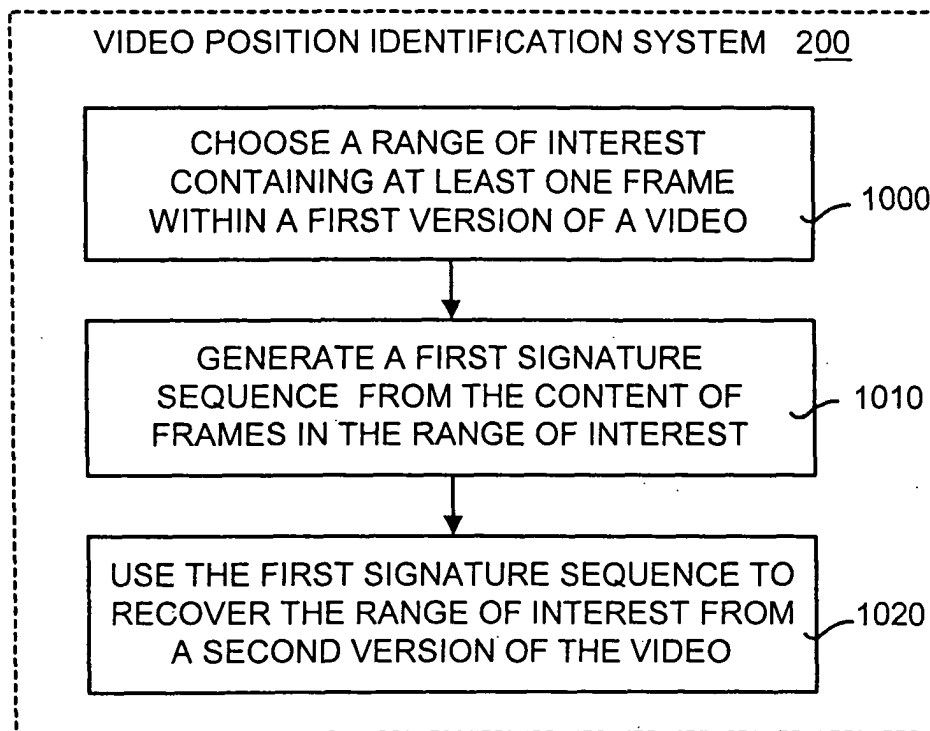 VIDEO POSITION IDENTIFICATION SYSTEM 200
CHOOSE A RANGE OF INTEREST
CONTAINING AT LEAST ONE FRAME
WITHIN A FIRST VERSION OF A VIDEO
1000
GENERATE A FIRST SIGNATURE
SEQUENCE FROM THE CONTENT OF
FRAMES IN THE RANGE OF INTEREST
1010
USE THE FIRST SIGNATURE SEQUENCE TO
RECOVER THE RANGE OF INTEREST FROM
A SECOND VERSION OF THE VIDEO
1020